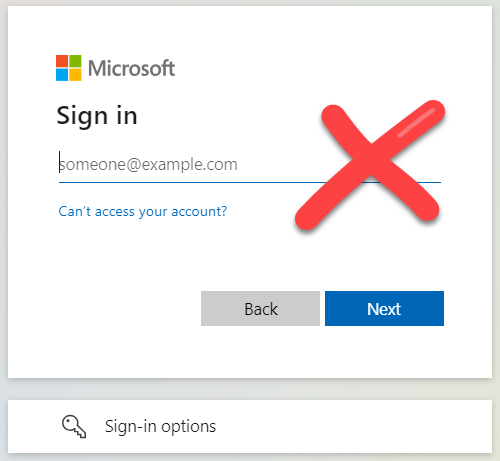 Microsoft
Sign in
someone@example.com
Can't access your account?
Back
Next
Sign-in options